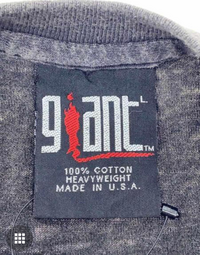 giant L
TM
100% COTTON
HEAVYWEIGHT
MADE IN U.S.A.